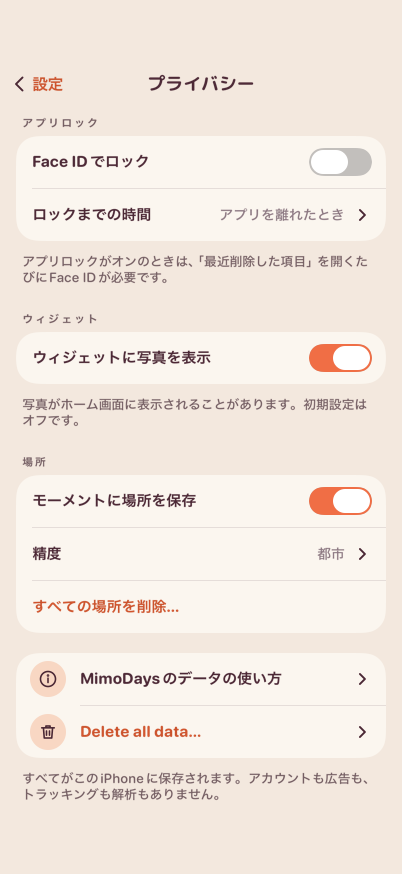 設定
プライバシー
アプリロック
Face IDでロック
ロックまでの時間
アプリを離れたとき
アプリロックがオンのときは、「最近削除した項目」を開くた
びにFace IDが必要です。
ウィジェット
ウィジェットに写真を表示
写真がホーム画面に表示されることがあります。初期設定は
オフです。
場所
モーメントに場所を保存
精度
都市
すべての場所を削除...
MimoDaysのデータの使い方
Delete all data...
すべてがこのiPhoneに保存されます。アカウントも広告も、
トラッキングも解析もありません。